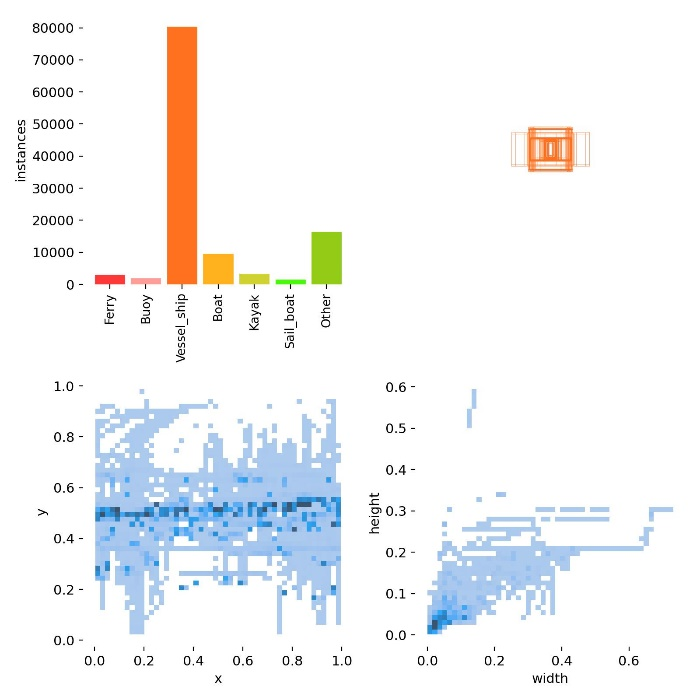 80000
70000
60000
50000
40000
30000
20000
10000
0
instances
Ferry
Buoy
Vessel_ship
Boat
Kayak
Sail_boat
Other
1.0
0.8
0.6
0.4
0.2
0.0
y
0.0 0.2 0.4 0.6 0.8 1.0
x
0.6
0.5
0.4
0.3
0.2
0.1
0.0
height
0.0 0.2 0.4 0.6
width